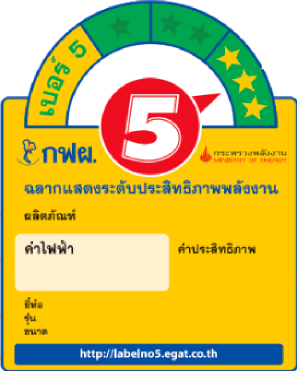 เบอร์ 5
5
กฟผ.
กระทรวงพลังงาน
MINISTRY OF ENERGY
ฉลากแสดงระดับประสิทธิภาพพลังงาน
ผลิตภัณฑ์
ค่าไฟฟ้า
ค่าประสิทธิภาพ
ยี่ห้อ
รุ่น
ขนาด
http://labelno5.egat.co.th